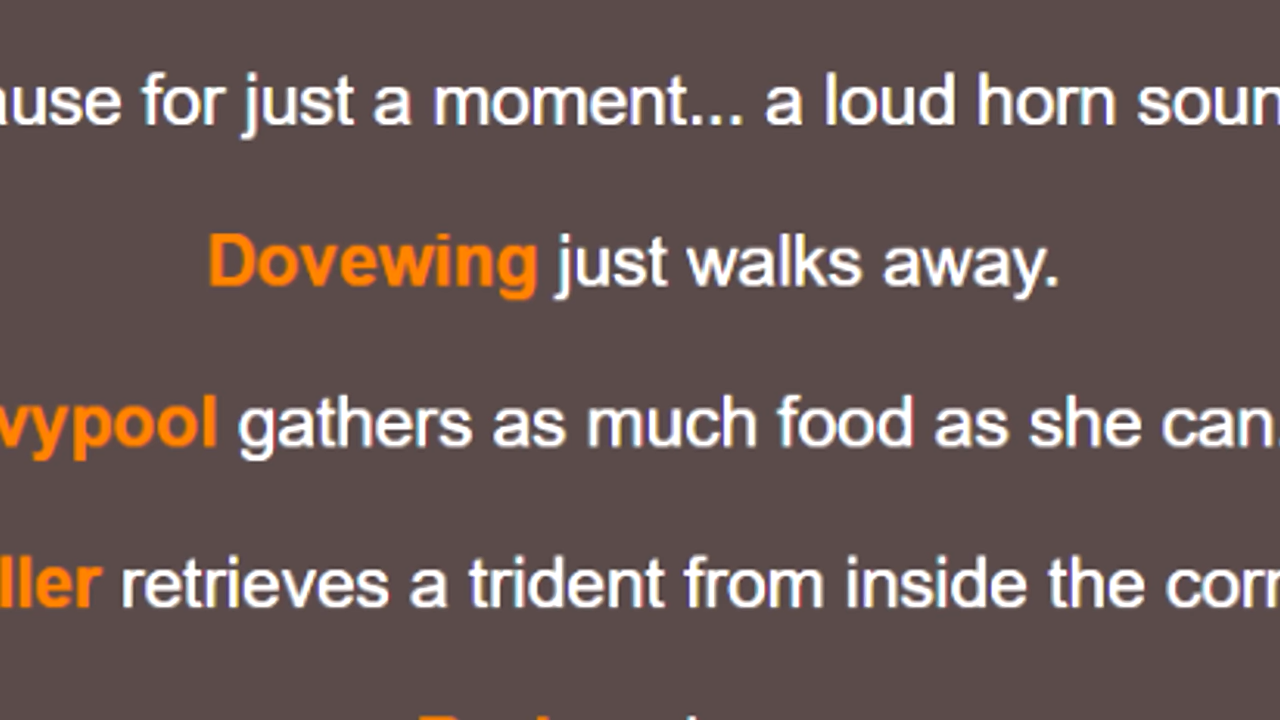 ause for just a moment... a loud horn soun
Dovewing just walks away.
vypool gathers as much food as she can.
ller retrieves a trident from inside the corn